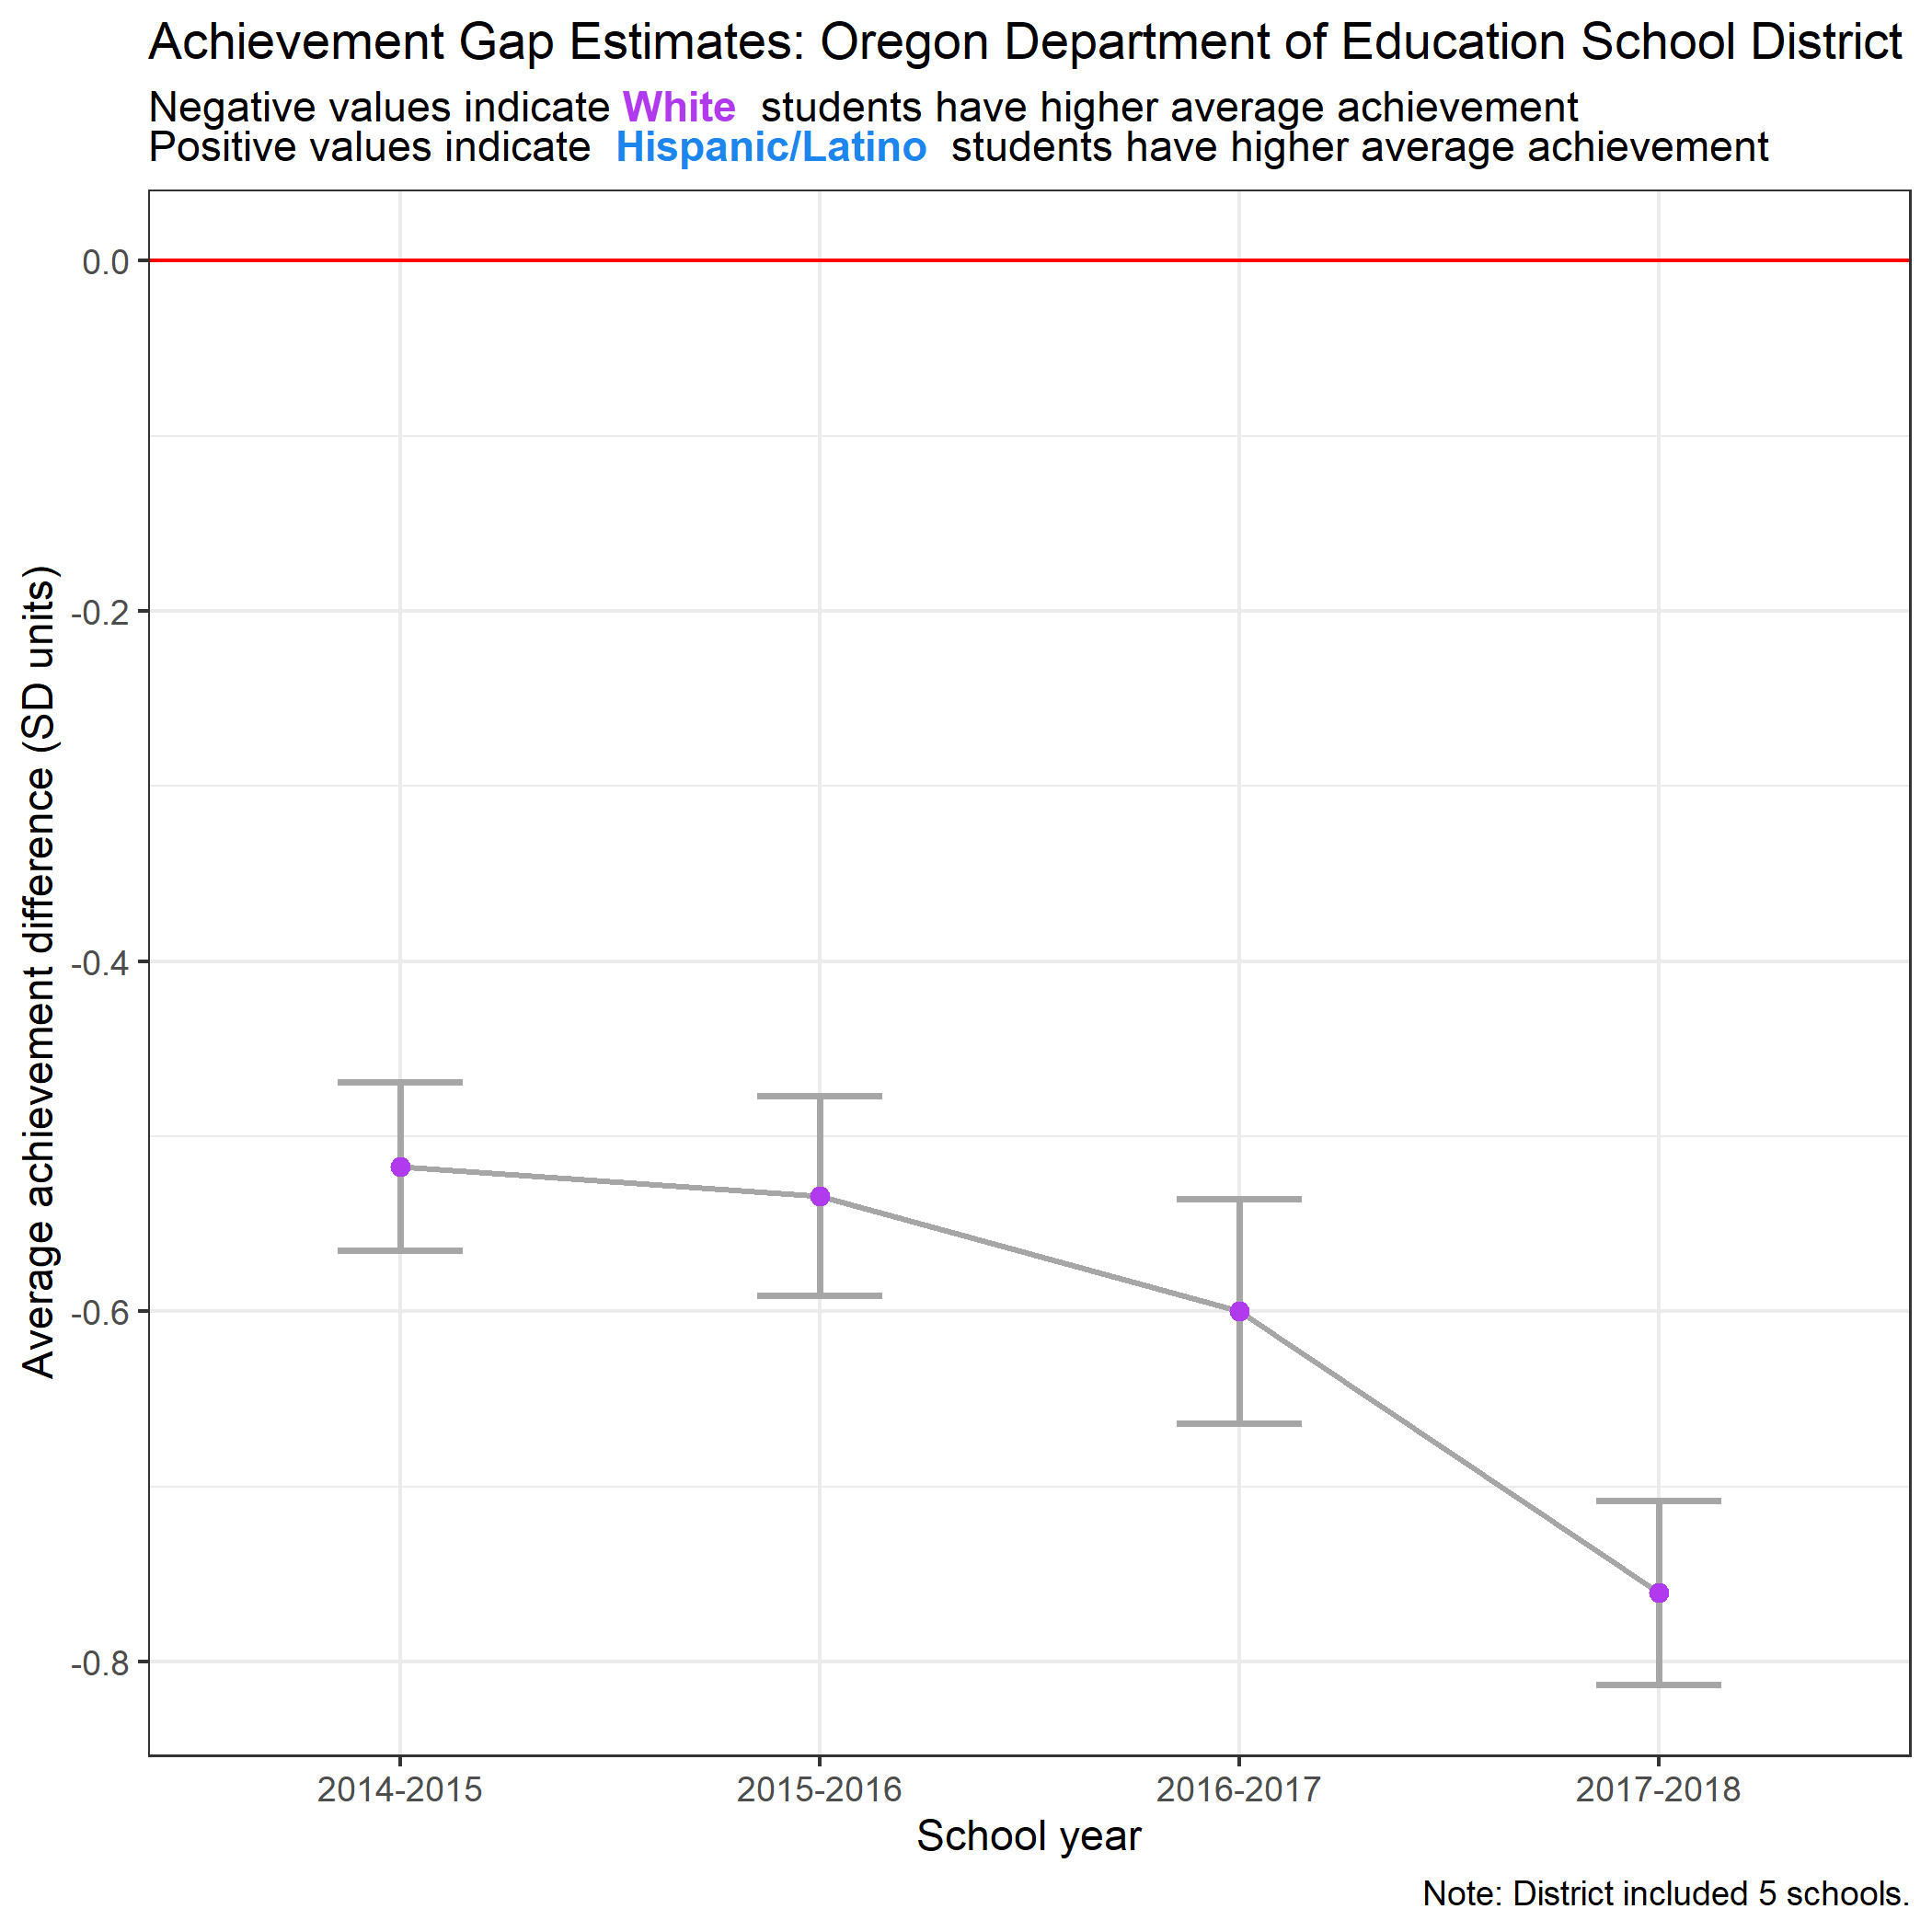 Achievement Gap Estimates: Oregon Department of Education School District
Negative values indicate White students have higher average achievement
Positive values indicate Hispanic/Latino students have higher average achievement
Average achievement difference (SD units)
0.0
-0.2
-0.4
-0.6
-0.8
2014-2015
2015-2016
2016-2017
2017-2018
School year
Note: District included 5 schools.